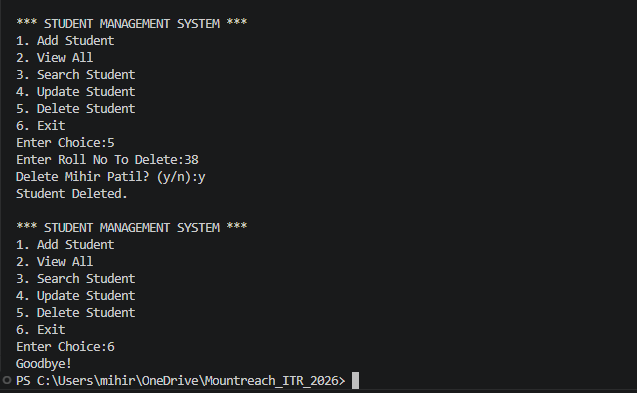 *** STUDENT MANAGEMENT SYSTEM ***
1. Add Student
2. View All
3. Search Student
4. Update Student
5. Delete Student
6. Exit
Enter Choice:5
Enter Roll No To Delete:38
Delete Mihir Patil? (y/n):y
Student Deleted.

*** STUDENT MANAGEMENT SYSTEM ***
1. Add Student
2. View All
3. Search Student
4. Update Student
5. Delete Student
6. Exit
Enter Choice:6
Goodbye!
PS C:\Users\mihir\OneDrive\Mountreach_ITR_2026>